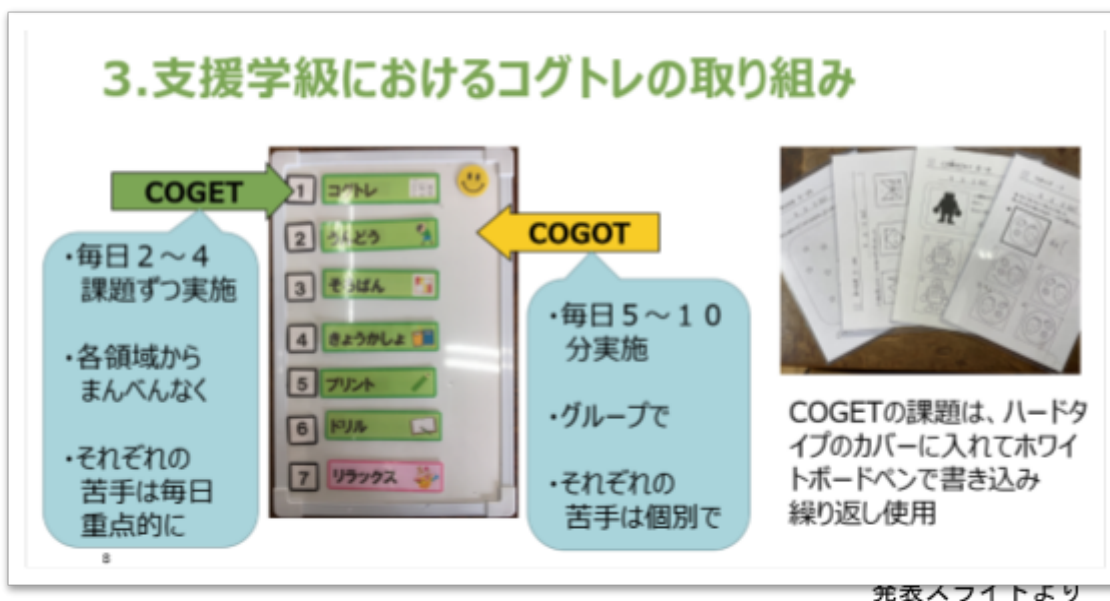 3.支援学級におけるコグトレの取り組み
COGET
・毎日2～4
課題ずつ実施
・各領域から
まんべんなく
・それぞれの
苦手は毎日
重点的に
1 コグトレ
2 うんどう
3 そろばん
4 きょうかしょ
5 プリント
6 ドリル
7 リラックス
COGOT
・毎日5～10
分実施
・グループで
・それぞれの
苦手は個別で
COGETの課題は、ハードタ
イプのカバーに入れてホワイ
トボードペンで書き込み
繰り返し使用
8
発表スライドより